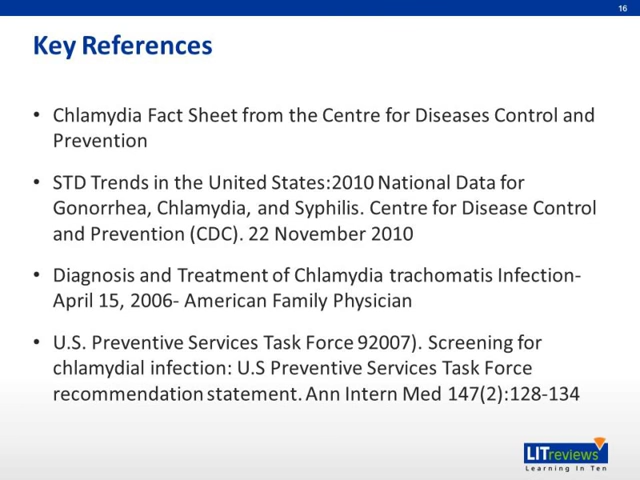 16
Key References
• Chlamydia Fact Sheet from the Centre for Diseases Control and
Prevention
• STD Trends in the United States:2010 National Data for
Gonorrhea, Chlamydia, and Syphilis. Centre for Disease Control
and Prevention (CDC). 22 November 2010
• Diagnosis and Treatment of Chlamydia trachomatis Infection-
April 15, 2006- American Family Physician
• U.S. Preventive Services Task Force 92007). Screening for
chlamydial infection: U.S Preventive Services Task Force
recommendation statement. Ann Intern Med 147(2):128-134
LITreviews
Learning In Ten